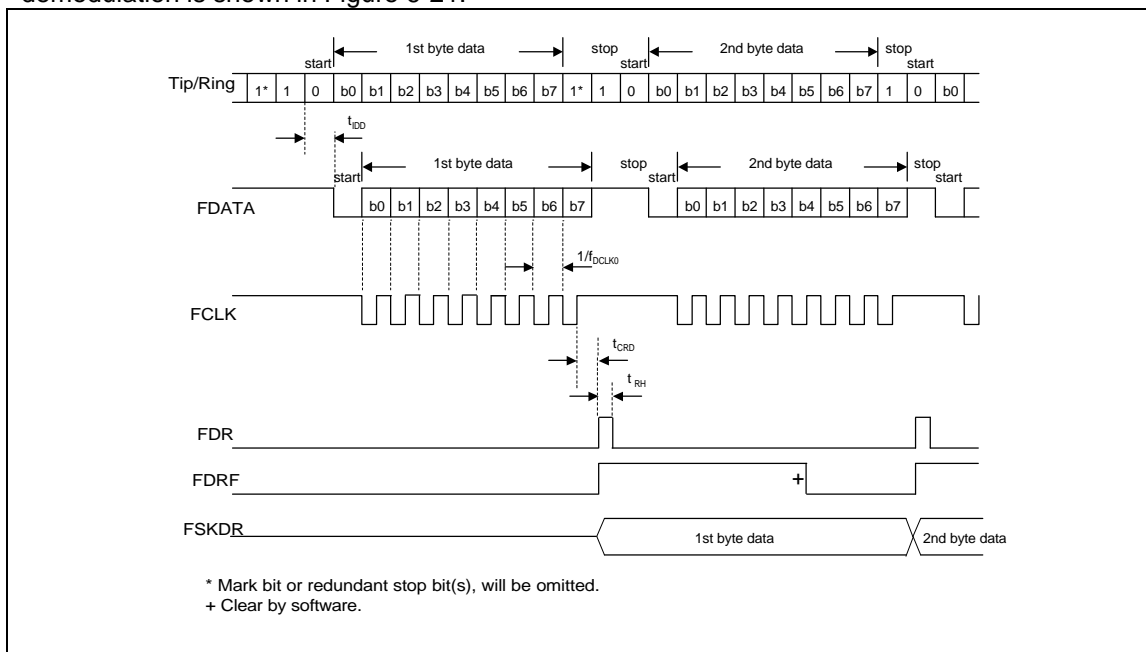 demodulation is shown in Figure 6-21.
1st byte data stop 2nd byte data stop
start start start
Tip/Ring 1* 1 0 b0 b1 b2 b3 b4 b5 b6 b7 1* 1 0 b0 b1 b2 b3 b4 b5 b6 b7 1 0 b0
tIDD
1st byte data stop 2nd byte data stop
start start start
FDATA b0 b1 b2 b3 b4 b5 b6 b7 b0 b1 b2 b3 b4 b5 b6 b7
1/fDCLK0
FCLK
tCRD
t RH
FDR
FDRF +
FSKDR 1st byte data 2nd byte data
* Mark bit or redundant stop bit(s), will be omitted.
+ Clear by software.